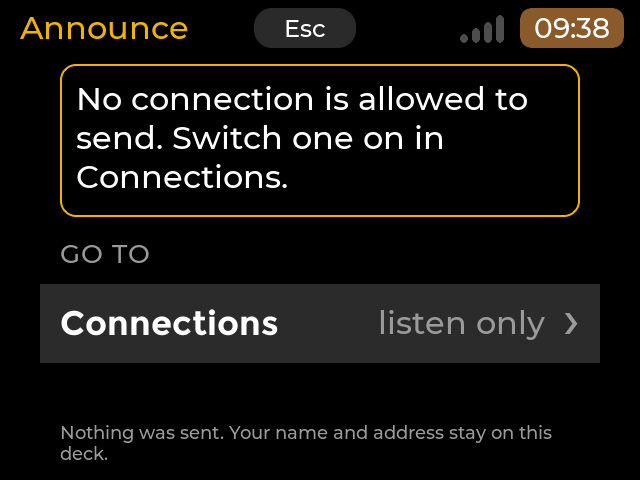 Announce
Esc
09:38
No connection is allowed to
send. Switch one on in
Connections.
GO TO
Connections listen only ❯
Nothing was sent. Your name and address stay on this
deck.